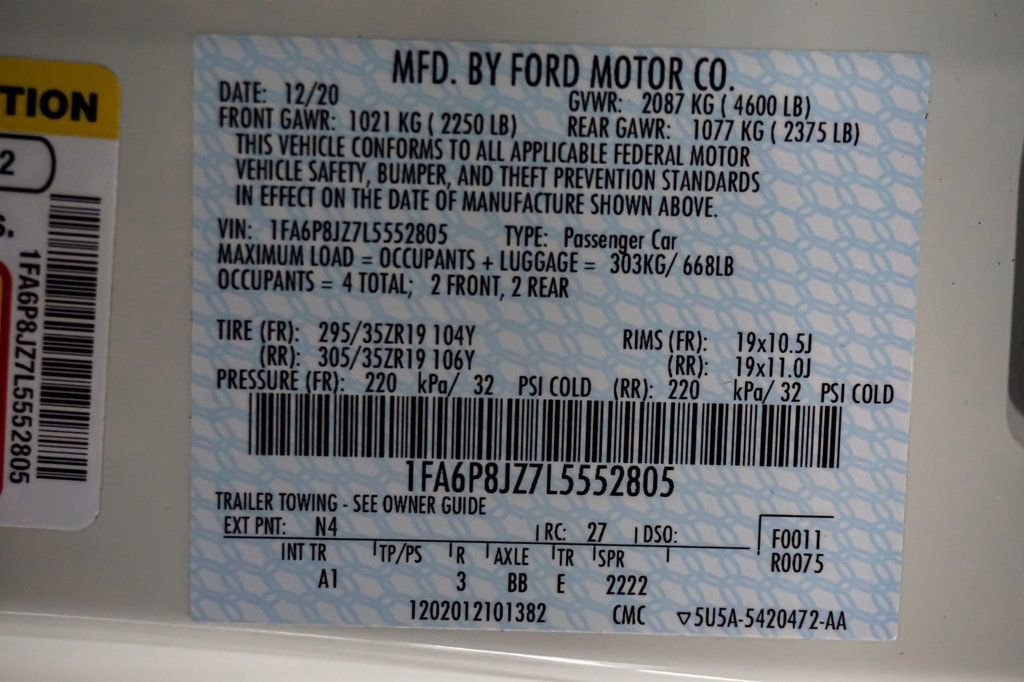 TION
2
S.
1FA6P8JZ7L5552805
MFD. BY FORD MOTOR CO.
DATE: 12/20 GVWR: 2087 KG ( 4600 LB)
FRONT GAWR: 1021 KG ( 2250 LB) REAR GAWR: 1077 KG ( 2375 LB)
THIS VEHICLE CONFORMS TO ALL APPLICABLE FEDERAL MOTOR
VEHICLE SAFETY, BUMPER, AND THEFT PREVENTION STANDARDS
IN EFFECT ON THE DATE OF MANUFACTURE SHOWN ABOVE.
VIN: 1FA6P8JZ7L5552805 TYPE: Passenger Car
MAXIMUM LOAD = OCCUPANTS + LUGGAGE = 303KG/ 668LB
OCCUPANTS = 4 TOTAL; 2 FRONT, 2 REAR
TIRE (FR): 295/35ZR19 104Y RIMS (FR): 19x10.5J
(RR): 305/35ZR19 106Y (RR): 19x11.0J
PRESSURE (FR): 220 kPa/ 32 PSI COLD (RR): 220 kPa/ 32 PSI COLD
1FA6P8JZ7L5552805
TRAILER TOWING - SEE OWNER GUIDE
EXT PNT: N4 RC: 27 DSO: F0011
INT TR TP/PS R AXLE TR SPR R0075
A1 3 BB E 2222
1202012101382 CMC ▽5U5A-5420472-AA